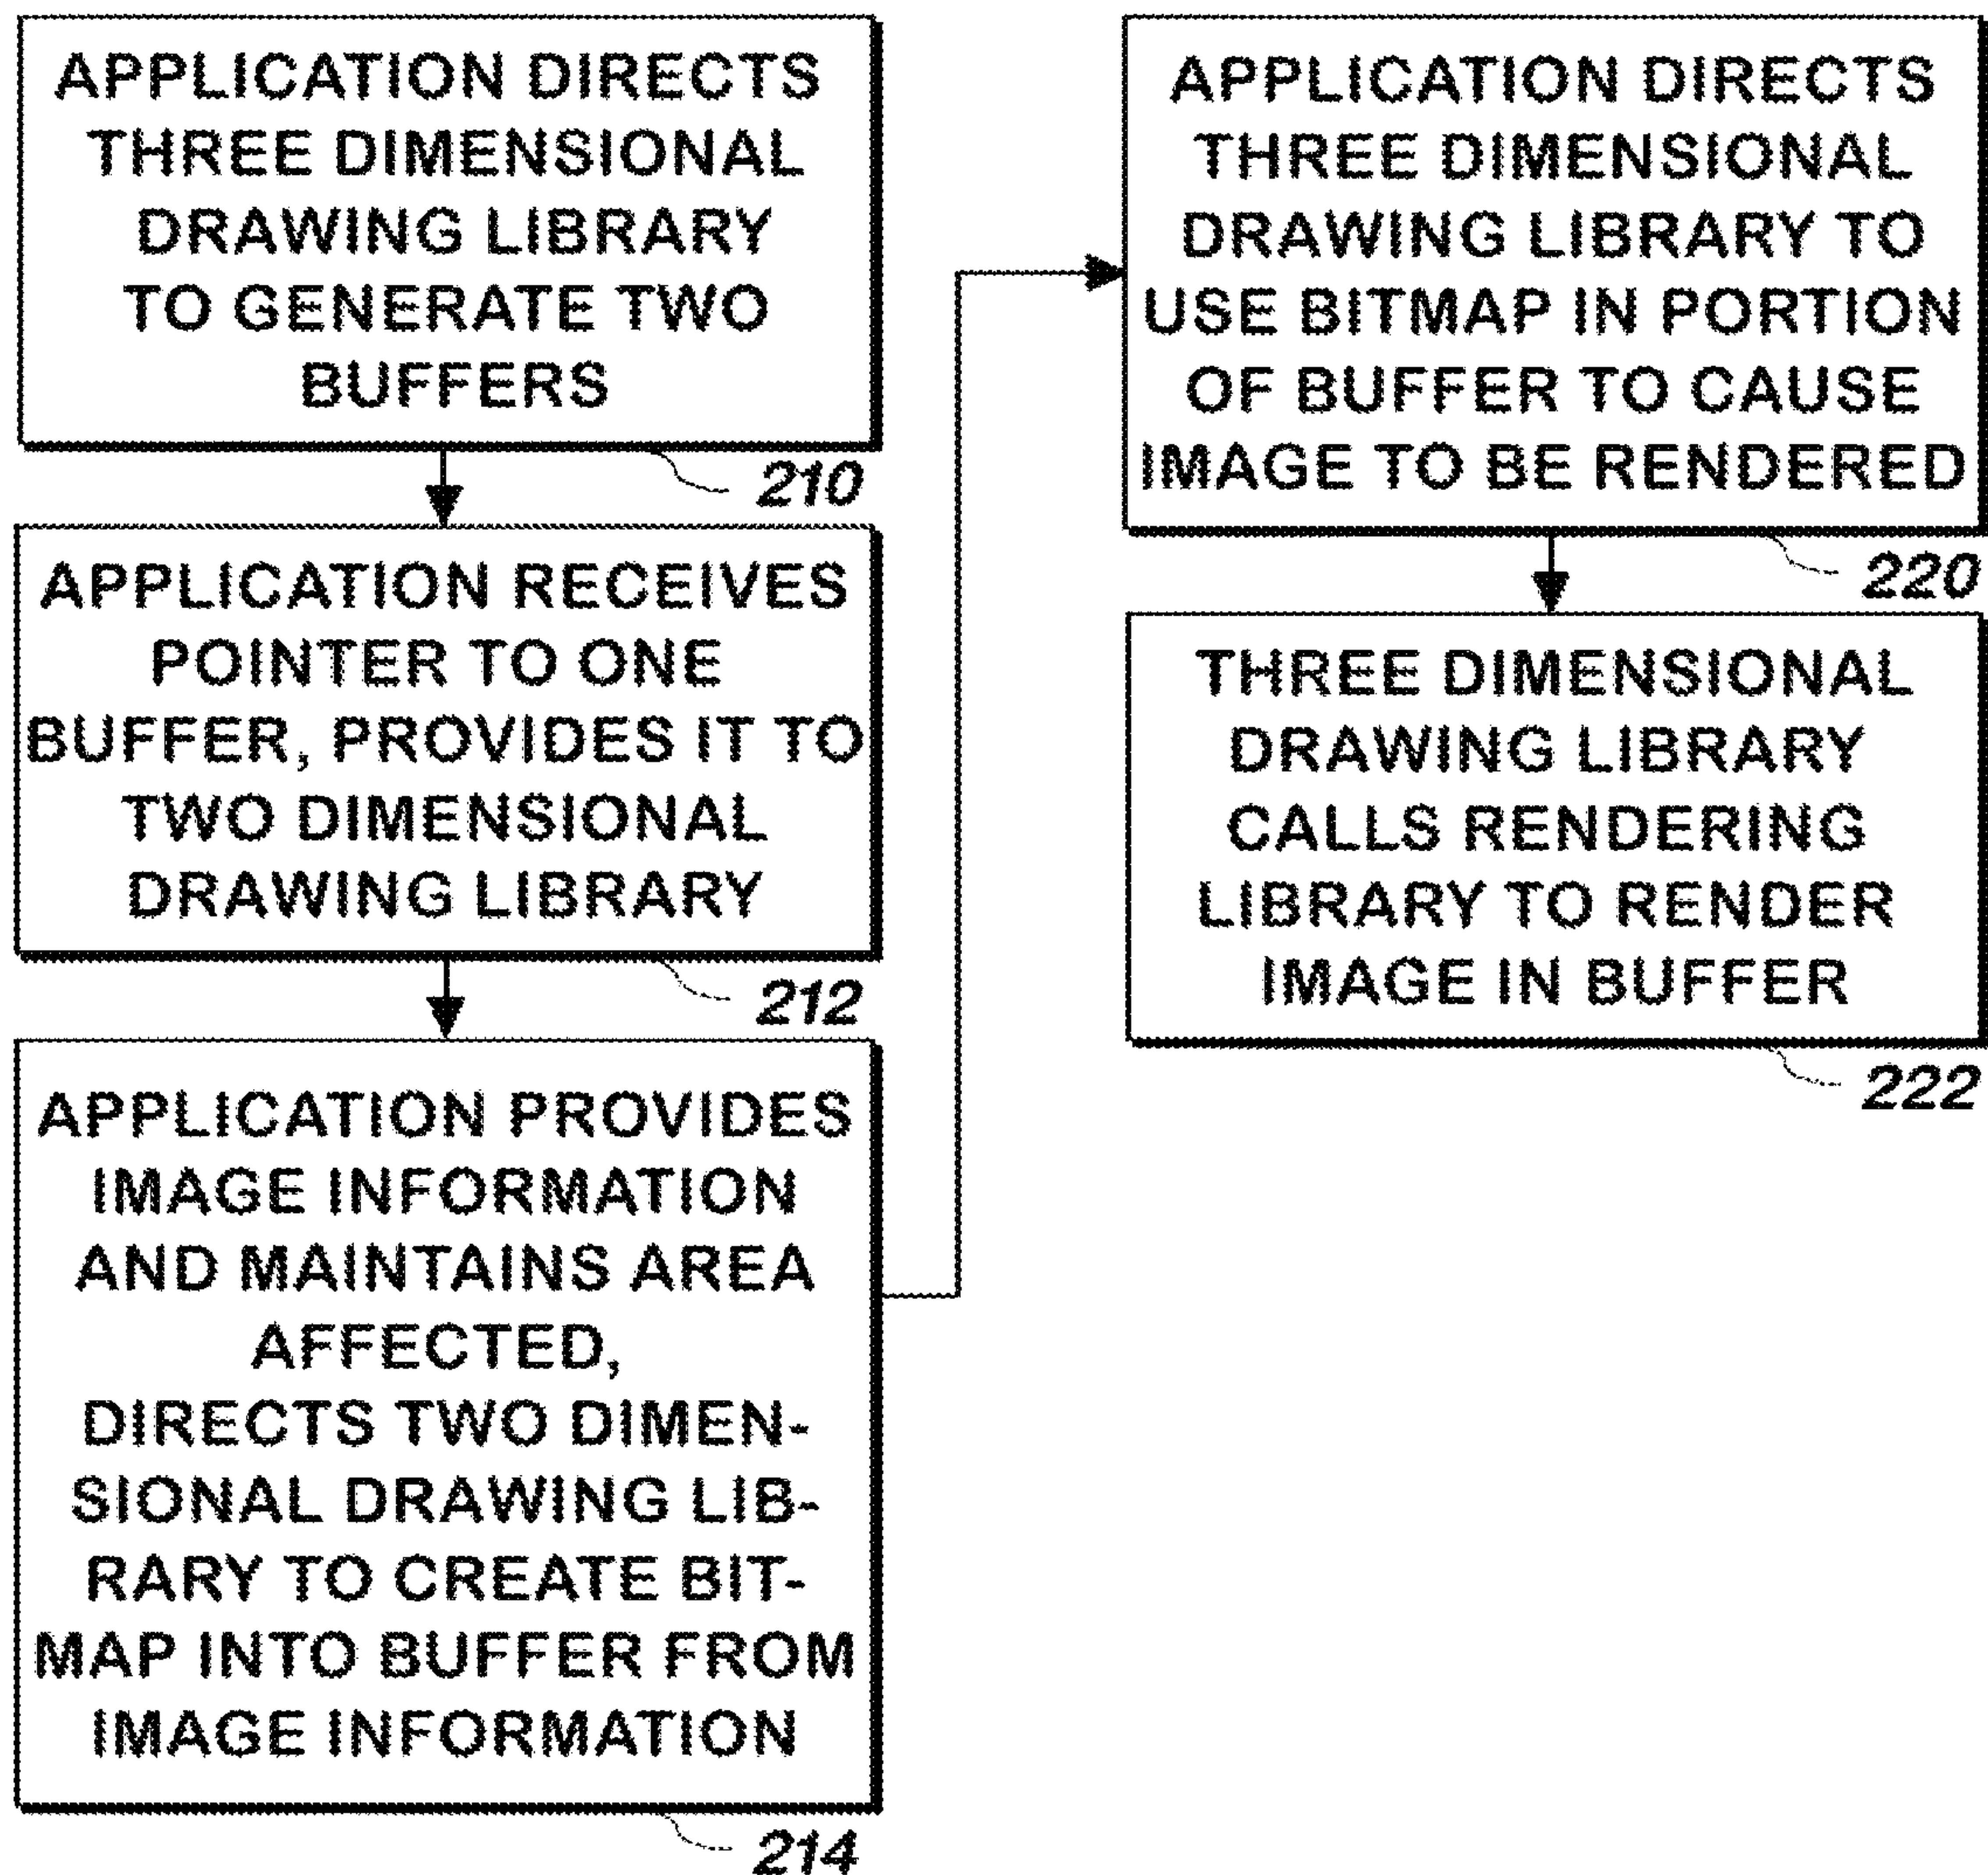 APPLICATION DIRECTS
THREE DIMENSIONAL
DRAWING LIBRARY
TO GENERATE TWO
BUFFERS
210
APPLICATION RECEIVES
POINTER TO ONE
BUFFER, PROVIDES IT TO
TWO DIMENSIONAL
DRAWING LIBRARY
212
APPLICATION PROVIDES
IMAGE INFORMATION
AND MAINTAINS AREA
AFFECTED,
DIRECTS TWO DIMEN-
SIONAL DRAWING LIB-
RARY TO CREATE BIT-
MAP INTO BUFFER FROM
IMAGE INFORMATION
214
APPLICATION DIRECTS
THREE DIMENSIONAL
DRAWING LIBRARY TO
USE BITMAP IN PORTION
OF BUFFER TO CAUSE
IMAGE TO BE RENDERED
220
THREE DIMENSIONAL
DRAWING LIBRARY
CALLS RENDERING
LIBRARY TO RENDER
IMAGE IN BUFFER
222